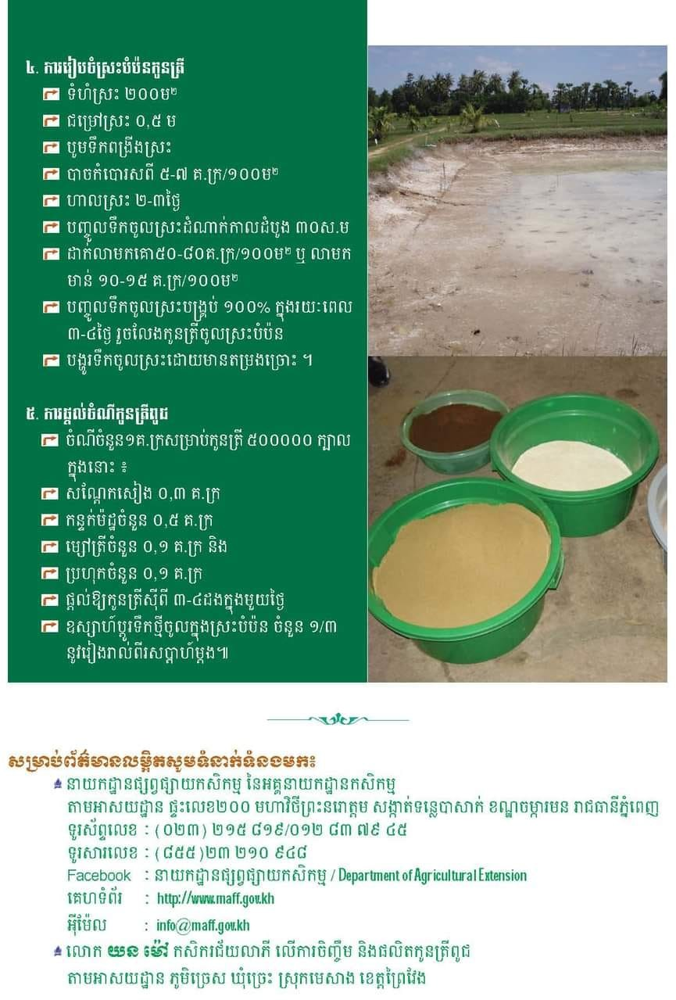 ៤. ការរៀបចំស្រះបំប៉នកូនត្រី
ទំហំស្រះ ២០០ម²
ជម្រៅស្រះ ០,៥ ម
បូមទឹកពង្រីងស្រះ
បាចកំបោរសពី ៥-៧ គ.ក្រ/១០០ម²
ហាលស្រះ ២-៣ថ្ងៃ
បញ្ចូលទឹកចូលស្រះដំណាក់កាលដំបូង ៣០ស.ម
ដាក់លាមកគោ៥០-៨០គ.ក្រ/១០០ម² ឬ លាមក
មាន់ ១០-១៥ គ.ក្រ/១០០ម²
បញ្ចូលទឹកចូលស្រះបង្គ្រប់ ១០០% ក្នុងរយៈពេល
៣-៤ថ្ងៃ រួចលែងកូនត្រីចូលស្រះបំប៉ន
បង្ហូរទឹកចូលស្រះដោយមានតម្រងច្រោះ ។
៥. ការផ្តល់ចំណីកូនត្រីពូជ
ចំណីចំនួន១គ.ក្រសម្រាប់កូនត្រី ៥០០០០០ ក្បាល
ក្នុងនោះ ៖
សណ្តែកសៀង ០,៣ គ.ក្រ
កន្ទក់ម៉ដ្ឋចំនួន ០,៥ គ.ក្រ
ម្សៅត្រីចំនួន ០,១ គ.ក្រ និង
ប្រហុកចំនួន ០,១ គ.ក្រ
ផ្តល់ឱ្យកូនត្រីស៊ីពី ៣-៤ដងក្នុងមួយថ្ងៃ
ឧស្សាហ៍ប្តូរទឹកថ្មីចូលក្នុងស្រះបំប៉ន ចំនួន ១/៣
នូវរៀងរាល់ពីរសប្តាហ៍ម្តង៕
សម្រាប់ព័ត៌មានលម្អិតសូមទំនាក់ទំនងមក៖
នាយកដ្ឋានផ្សព្វផ្សាយកសិកម្ម នៃអគ្គនាយកដ្ឋានកសិកម្ម
តាមអាសយដ្ឋាន ផ្ទះលេខ២០០ មហាវិថីព្រះនរោត្តម សង្កាត់ទន្លេបាសាក់ ខណ្ឌចម្ការមន រាជធានីភ្នំពេញ
ទូរស័ព្ទលេខ : (០២៣) ២១៥ ៨១៩/០១២ ៨៣ ៧៩ ៤៥
ទូរសារលេខ : (៨៥៥)២៣ ២១០ ៩៤៨
Facebook : នាយកដ្ឋានផ្សព្វផ្សាយកសិកម្ម / Department of Agricultural Extension
គេហទំព័រ : http://www.maff.gov.kh
អ៊ីម៉ែល : info@maff.gov.kh
លោក យន ម៉ៅ កសិករជ័យលាភី លើការចិញ្ចឹម និងផលិតកូនត្រីពូជ
តាមអាសយដ្ឋាន ភូមិច្រេស ឃុំច្រេះ ស្រុកមេសាង ខេត្តព្រៃវែង